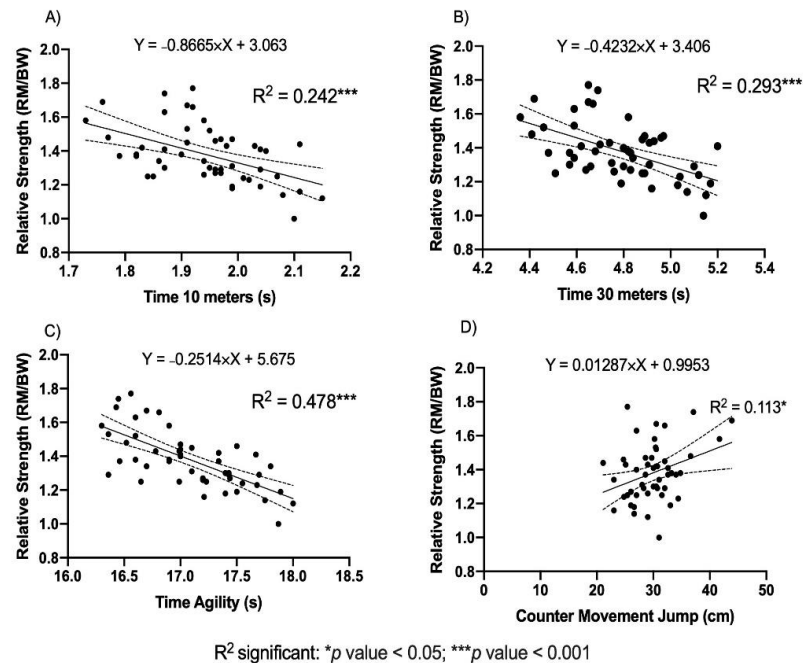 A)
Y = -0.8665×X + 3.063
R² = 0.242***
Relative Strength (RM/BW)
2.0
1.8
1.6
1.4
1.2
1.0
0.8
1.7 1.8 1.9 2.0 2.1 2.2
Time 10 meters (s)
B)
Y = -0.4232×X + 3.406
R² = 0.293***
Relative Strength (RM/BW)
2.0
1.8
1.6
1.4
1.2
1.0
0.8
4.2 4.4 4.6 4.8 5.0 5.2 5.4
Time 30 meters (s)
C)
Y = -0.2514×X + 5.675
R² = 0.478***
Relative Strength (RM/BW)
2.0
1.8
1.6
1.4
1.2
1.0
0.8
16.0 16.5 17.0 17.5 18.0 18.5
Time Agility (s)
D)
Y = 0.01287×X + 0.9953
R² = 0.113*
Relative Strength (RM/BW)
2.0
1.8
1.6
1.4
1.2
1.0
0.8
0 10 20 30 40 50
Counter Movement Jump (cm)
R² significant: *p value < 0.05; ***p value < 0.001